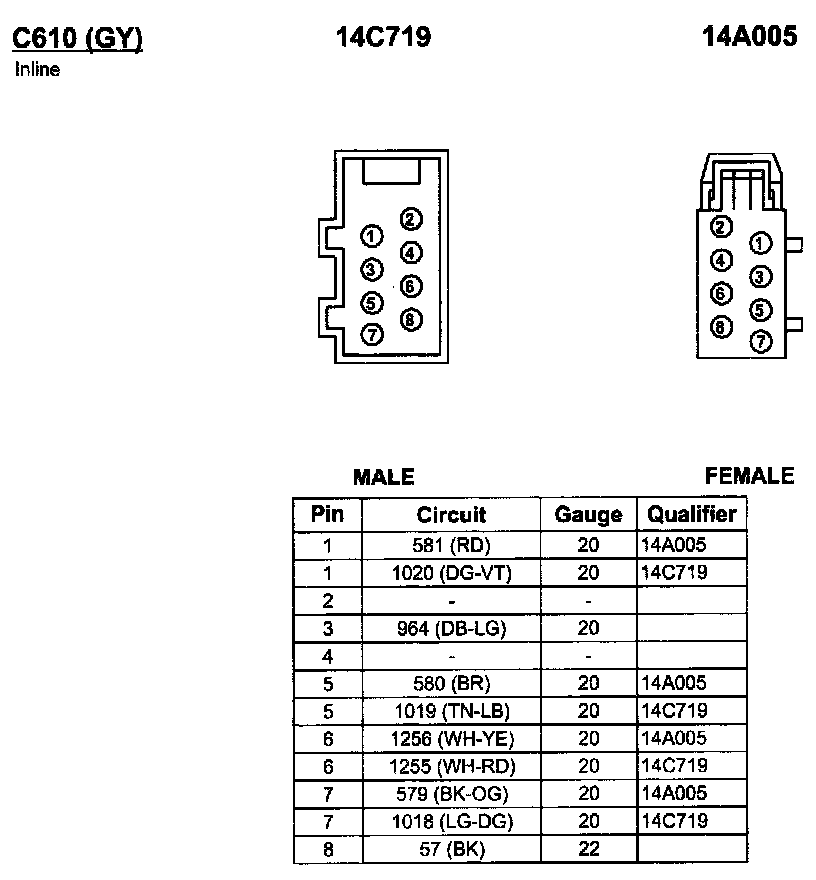 C610 (GY) 14C719 14A005
Inline
2
1
4
3
6
5
8
7
2
1
4
3
6
5
8
7
MALE FEMALE
Pin Circuit Gauge Qualifier
1 581 (RD) 20 14A005
1 1020 (DG-VT) 20 14C719
2 - -
3 964 (DB-LG) 20
4 - -
5 580 (BR) 20 14A005
5 1019 (TN-LB) 20 14C719
6 1256 (WH-YE) 20 14A005
6 1255 (WH-RD) 20 14C719
7 579 (BK-OG) 20 14A005
7 1018 (LG-DG) 20 14C719
8 57 (BK) 22